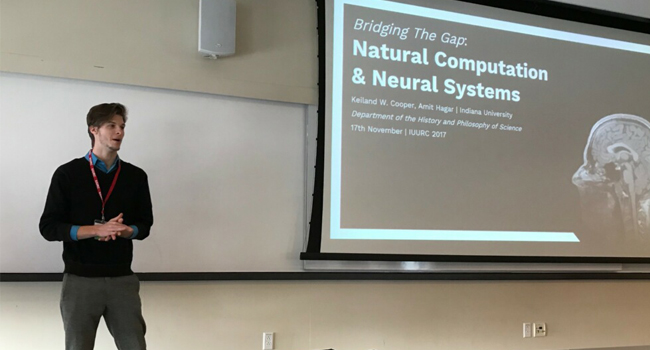 Bridging The Gap:
Natural Computation
& Neural Systems
Keiland W. Cooper, Amit Hagar | Indiana University
Department of the History and Philosophy of Science
17th November | IUURC 2017